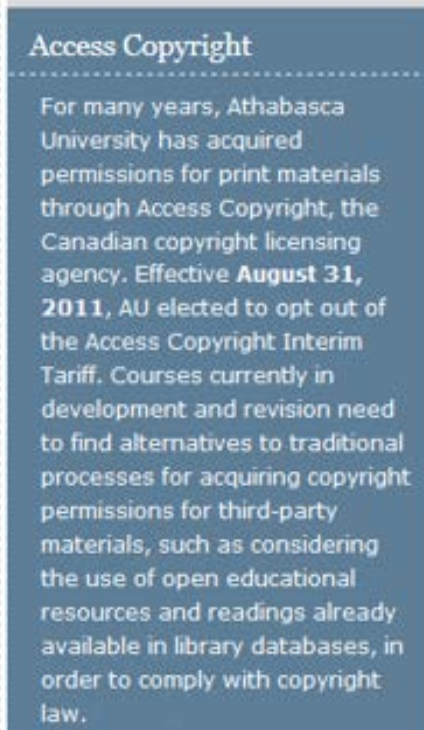 Access Copyright
For many years, Athabasca
University has acquired
permissions for print materials
through Access Copyright, the
Canadian copyright licensing
agency. Effective August 31,
2011, AU elected to opt out of
the Access Copyright Interim
Tariff. Courses currently in
development and revision need
to find alternatives to traditional
processes for acquiring copyright
permissions for third-party
materials, such as considering
the use of open educational
resources and readings already
available in library databases, in
order to comply with copyright
law.